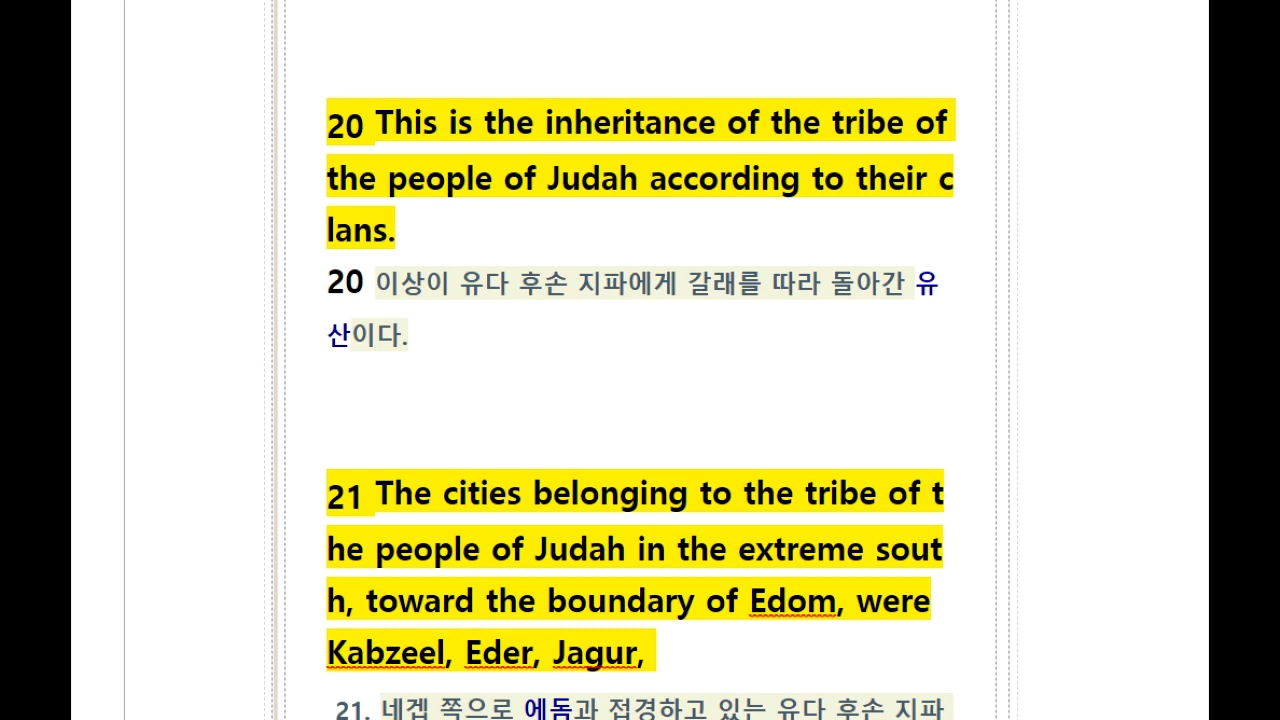 20 This is the inheritance of the tribe of
the people of Judah according to their c
lans.
20 이상이 유다 후손 지파에게 갈래를 따라 돌아간 유
산이다.
21 The cities belonging to the tribe of t
he people of Judah in the extreme sout
h, toward the boundary of Edom, were
Kabzeel, Eder, Jagur,
21. 네겝 쪽으로 에돔과 접경하고 있는 유다 후손 지파